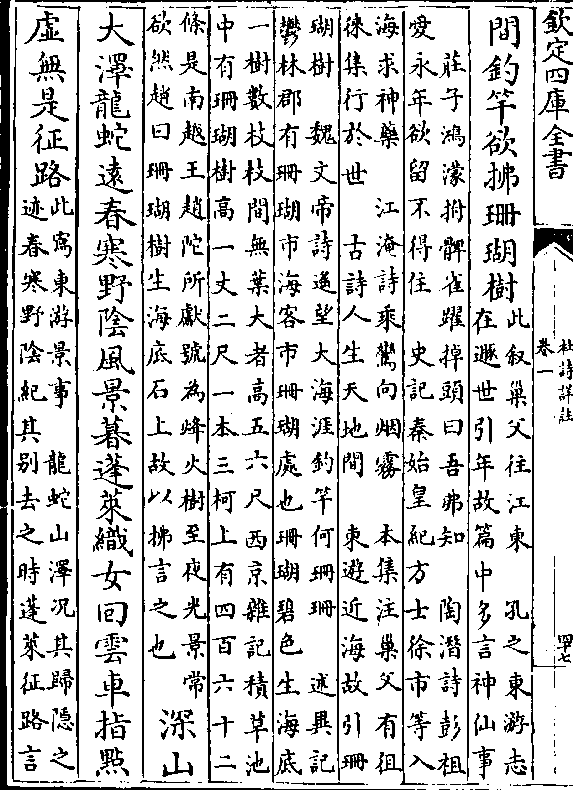 欽定四庫全書
杜詩詳註
卷一
四十七
間釣竿欲拂珊瑚樹
此叙巢父往江東 孔之東游志
在遯世引年故篇中多言神仙事
莊子鴻濛拊髀雀躍掉頭曰吾弗知 陶潛詩彭祖
愛永年欲留不得住 史記秦始皇紀方士徐市等入
海求神藥 江淹詩乘鸞向烟霧 本集注巢父有徂
徠集行於世 古詩人生天地間 東遊近海故引珊
瑚樹 魏文帝詩遙望大海涯釣竿何珊珊 述異記
鬱林郡有珊瑚市海客市珊瑚處也珊瑚碧色生海底
一樹數枝枝間無葉大者高五六尺 西京雜記積草池
中有珊瑚樹高一丈二尺一本三柯上有四百六十二
條是南越王趙陀所獻號為烽火樹至夜光景常
欲然趙曰珊瑚樹生海底石上故以拂言之也
深山
大澤龍蛇遠春寒野陰風景暮蓬萊織女回雲車指點
虛無是征路
此寫東游景事 龍蛇山澤况其歸隱之
迹春寒野陰紀其别去之時蓬萊征路言